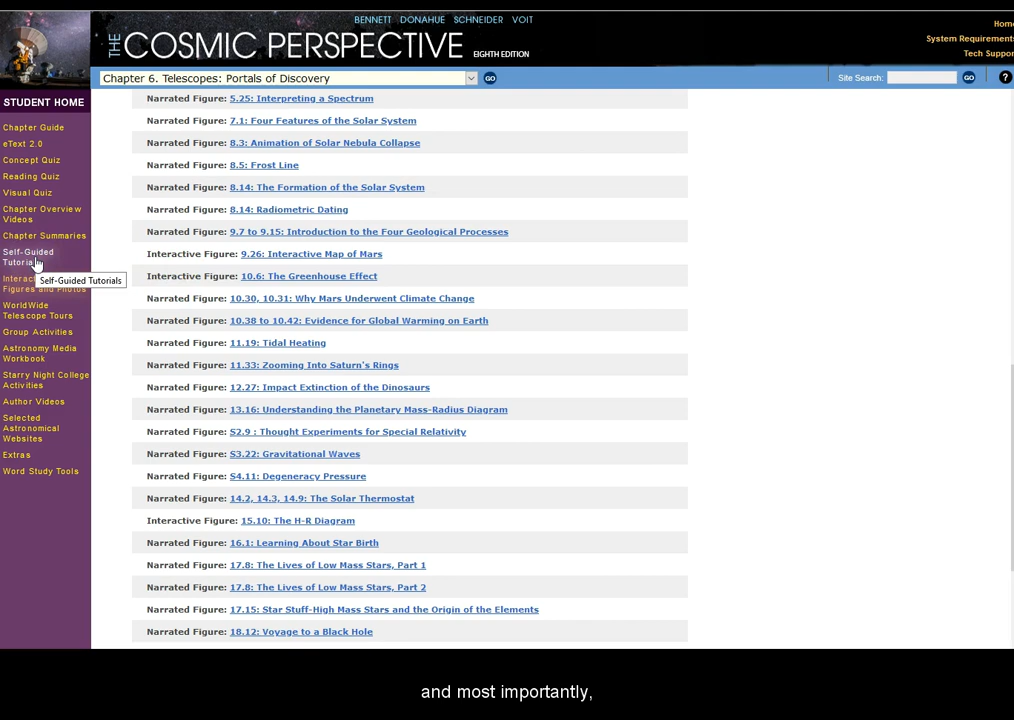 BENNETT DONAHUE SCHNEIDER VOIT
THE COSMIC PERSPECTIVE EIGHTH EDITION
Home
System Requirements
Tech Suppor
Chapter 6. Telescopes: Portals of Discovery
GO
Site Search:
GO
?
STUDENT HOME
Chapter Guide
eText 2.0
Concept Quiz
Reading Quiz
Visual Quiz
Chapter Overview
Videos
Chapter Summaries
Self-Guided
Tutorials
Self-Guided Tutorials
Interac
Figures and Photos
WorldWide
Telescope Tours
Group Activities
Astronomy Media
Workbook
Starry Night College
Activities
Author Videos
Selected
Astronomical
Websites
Extras
Word Study Tools
Narrated Figure: 5.25: Interpreting a Spectrum
Narrated Figure: 7.1: Four Features of the Solar System
Narrated Figure: 8.3: Animation of Solar Nebula Collapse
Narrated Figure: 8.5: Frost Line
Narrated Figure: 8.14: The Formation of the Solar System
Narrated Figure: 8.14: Radiometric Dating
Narrated Figure: 9.7 to 9.15: Introduction to the Four Geological Processes
Interactive Figure: 9.26: Interactive Map of Mars
Interactive Figure: 10.6: The Greenhouse Effect
Narrated Figure: 10.30, 10.31: Why Mars Underwent Climate Change
Narrated Figure: 10.38 to 10.42: Evidence for Global Warming on Earth
Narrated Figure: 11.19: Tidal Heating
Narrated Figure: 11.33: Zooming Into Saturn's Rings
Narrated Figure: 12.27: Impact Extinction of the Dinosaurs
Narrated Figure: 13.16: Understanding the Planetary Mass-Radius Diagram
Narrated Figure: S2.9 : Thought Experiments for Special Relativity
Narrated Figure: S3.22: Gravitational Waves
Narrated Figure: S4.11: Degeneracy Pressure
Narrated Figure: 14.2, 14.3, 14.9: The Solar Thermostat
Interactive Figure: 15.10: The H-R Diagram
Narrated Figure: 16.1: Learning About Star Birth
Narrated Figure: 17.8: The Lives of Low Mass Stars, Part 1
Narrated Figure: 17.8: The Lives of Low Mass Stars, Part 2
Narrated Figure: 17.15: Star Stuff-High Mass Stars and the Origin of the Elements
Narrated Figure: 18.12: Voyage to a Black Hole
and most importantly,